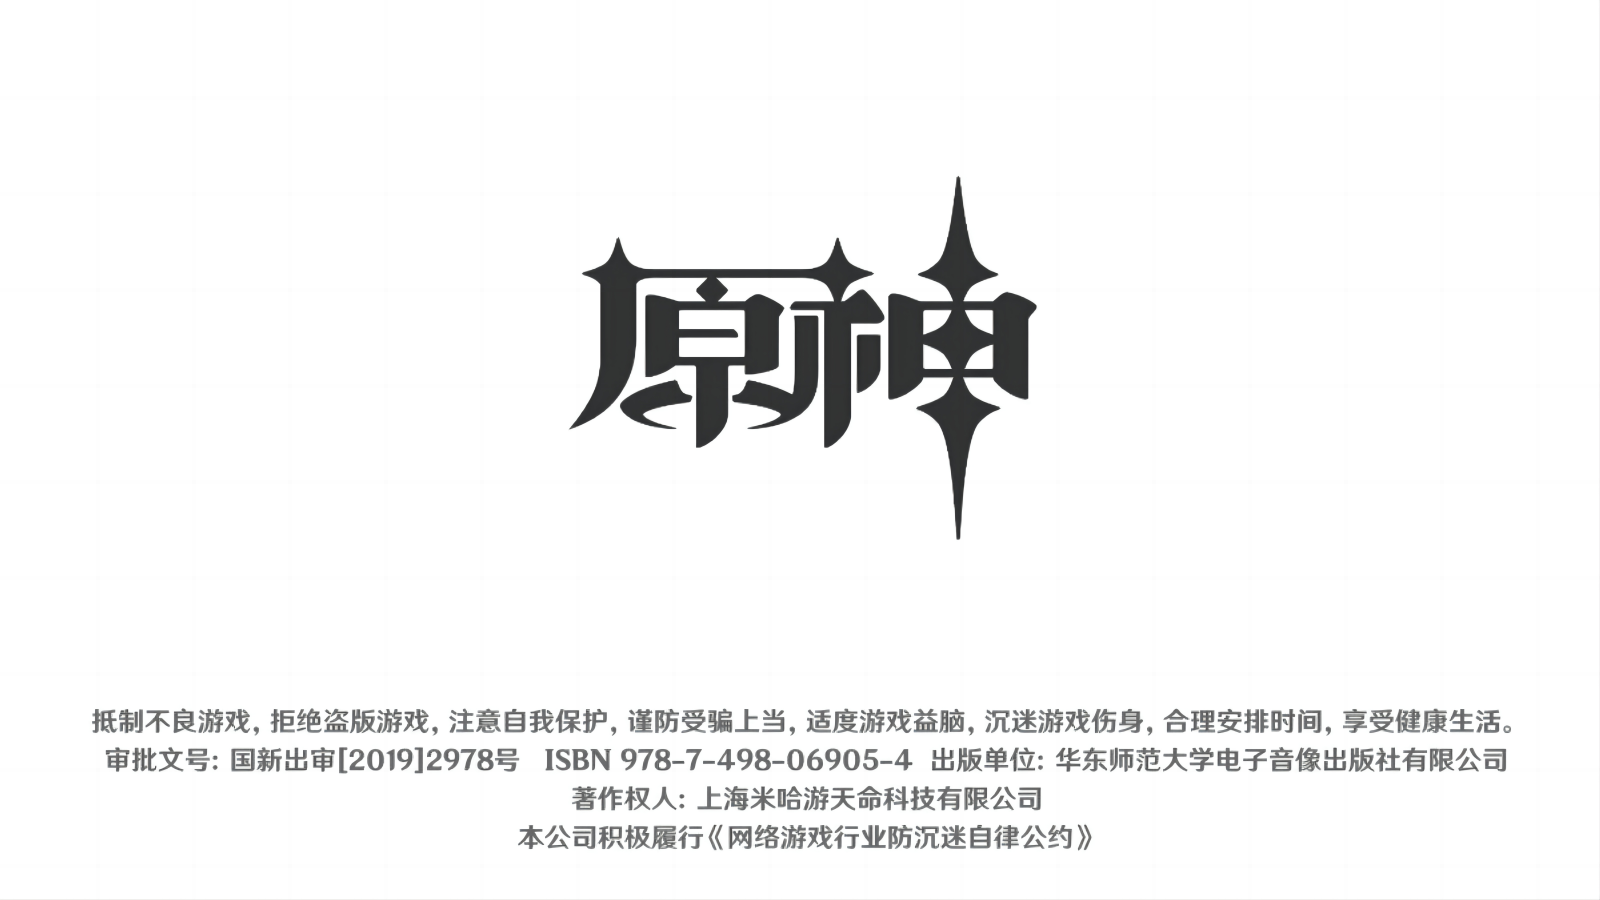 原神
抵制不良游戏，拒绝盗版游戏，注意自我保护，谨防受骗上当，适度游戏益脑，沉迷游戏伤身，合理安排时间，享受健康生活。
审批文号：国新出审[2019]2978号 ISBN 978-7-498-06905-4 出版单位：华东师范大学电子音像出版社有限公司
著作权人：上海米哈游天命科技有限公司
本公司积极履行《网络游戏行业防沉迷自律公约》